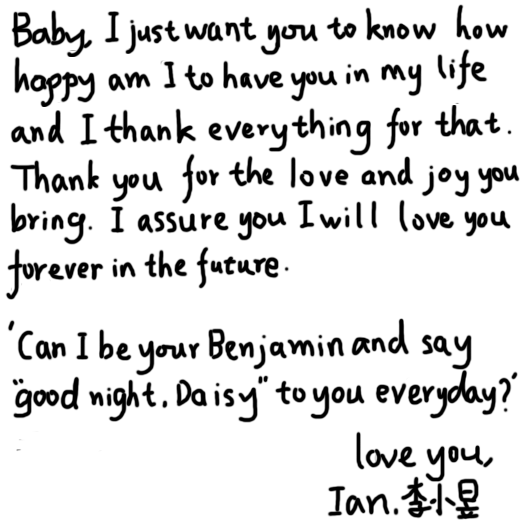 Baby, I just want you to know how
happy am I to have you in my life
and I thank everything for that.
Thank you for the love and joy you
bring. I assure you I will love you
forever in the future.
'Can I be your Benjamin and say
"good night, Daisy" to you everyday?'
love you,
Ian. 李小昱